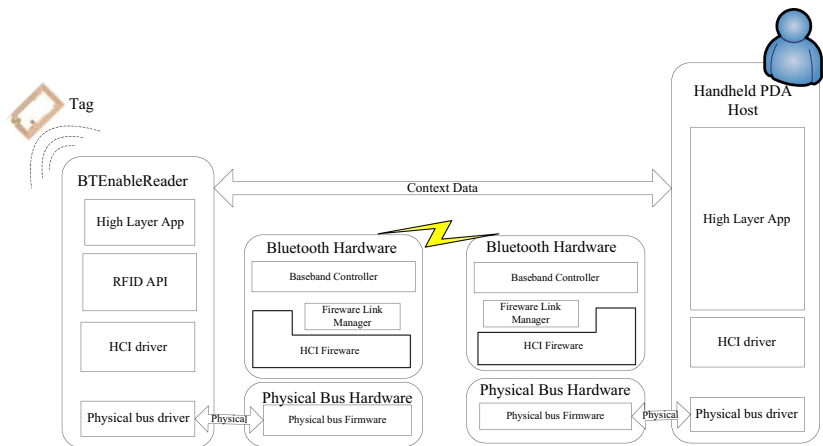 Tag
BTEnableReader
High Layer App
RFID API
HCI driver
Physical bus driver
Physical
Context Data
Bluetooth Hardware
Baseband Controller
Fireware Link
Manager
HCI Fireware
Physical Bus Hardware
Physical bus Firmware
Bluetooth Hardware
Baseband Controller
Fireware Link
Manager
HCI Fireware
Physical Bus Hardware
Physical bus Firmware
Physical
Handheld PDA
Host
High Layer App
HCI driver
Physical bus driver